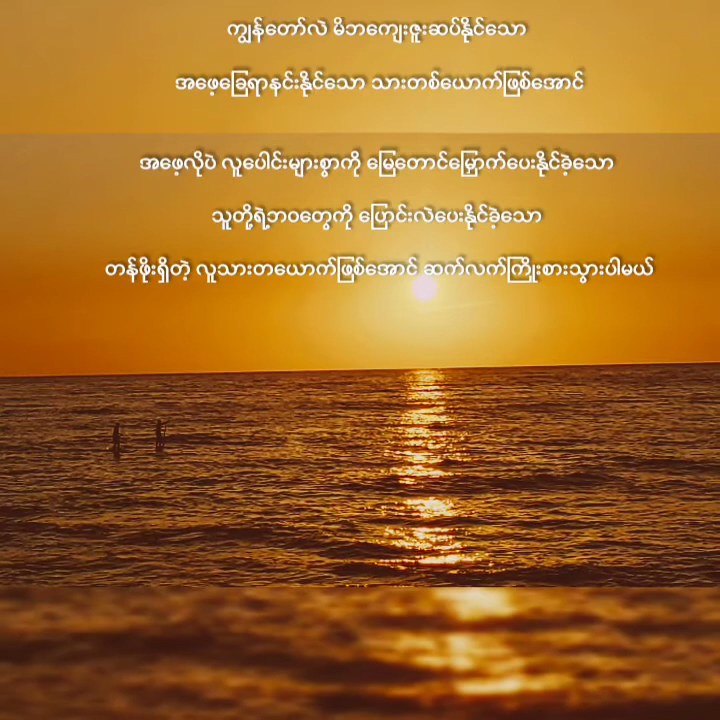 ကျွန်တော်လဲ မိဘကျေးဇူးဆပ်နိုင်သော
အဖေ့ခြေရာနင်းနိုင်သော သားတစ်ယောက်ဖြစ်အောင်
အဖေ့လိုပဲ လူပေါင်းများစွာကို မြေတောင်မြှောက်ပေးနိုင်ခဲ့သော
သူတို့ရဲ့ဘဝတွေကို ပြောင်းလဲပေးနိုင်ခဲ့သော
တန်ဖိုးရှိတဲ့ လူသားတယောက်ဖြစ်အောင် ဆက်လက်ကြိုးစားသွားပါမယ်